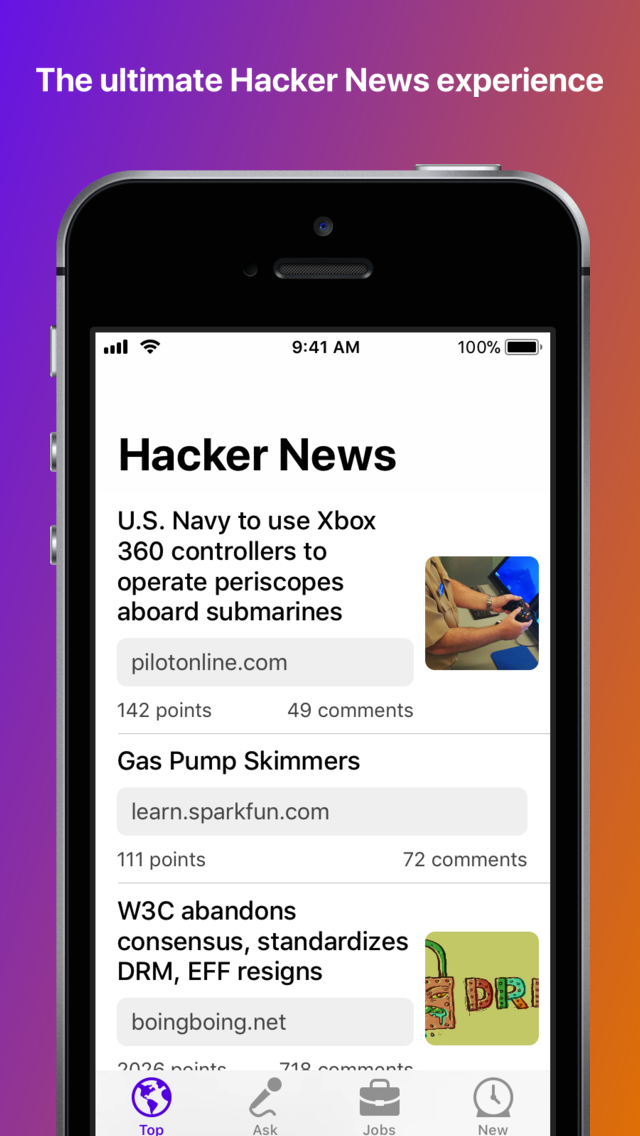 The ultimate Hacker News experience
9:41 AM
100%
Hacker News
U.S. Navy to use Xbox
360 controllers to
operate periscopes
aboard submarines
pilotonline.com
142 points 49 comments
Gas Pump Skimmers
learn.sparkfun.com
111 points 72 comments
W3C abandons
consensus, standardizes
DRM, EFF resigns
DR
boingboing.net
2026 points 718 comments
Top Ask Jobs New